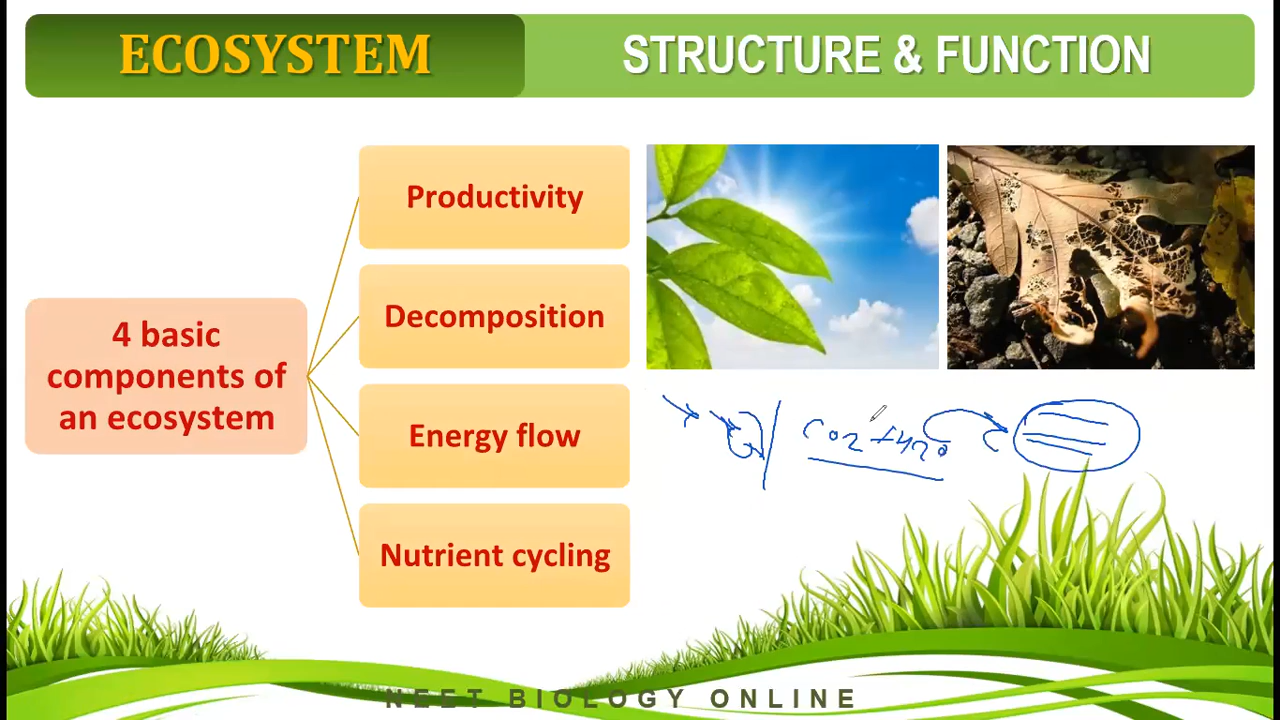 ECOSYSTEM
STRUCTURE & FUNCTION
4 basic
components of
an ecosystem
Productivity
Decomposition
Energy flow
Nutrient cycling
CO2 + H2O
NEET BIOLOGY ONLINE